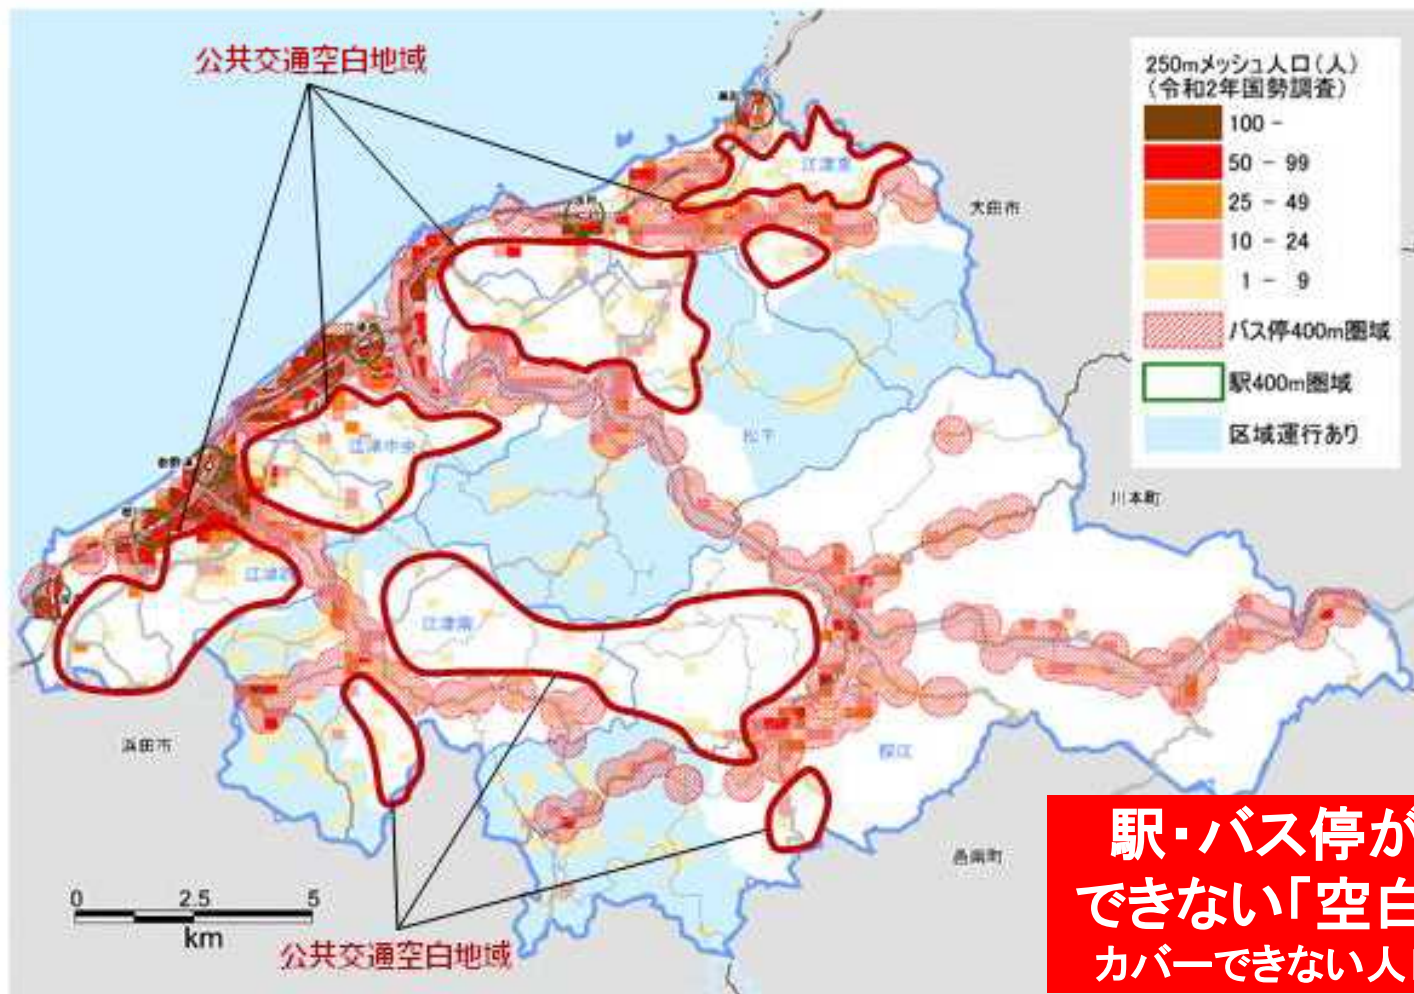 公共交通空白地域
250mメッシュ人口(人)
(令和2年国勢調査)
100 -
50 - 99
25 - 49
10 - 24
1 - 9
バス停400m圏域
駅400m圏域
区域運行あり
江津東
大田市
松平
江津中央
川本町
江津西
江津南
浜田市
桜江
邑南町
0 2.5 5
km
公共交通空白地域
駅・バス停が
できない「空白
カバーできない人